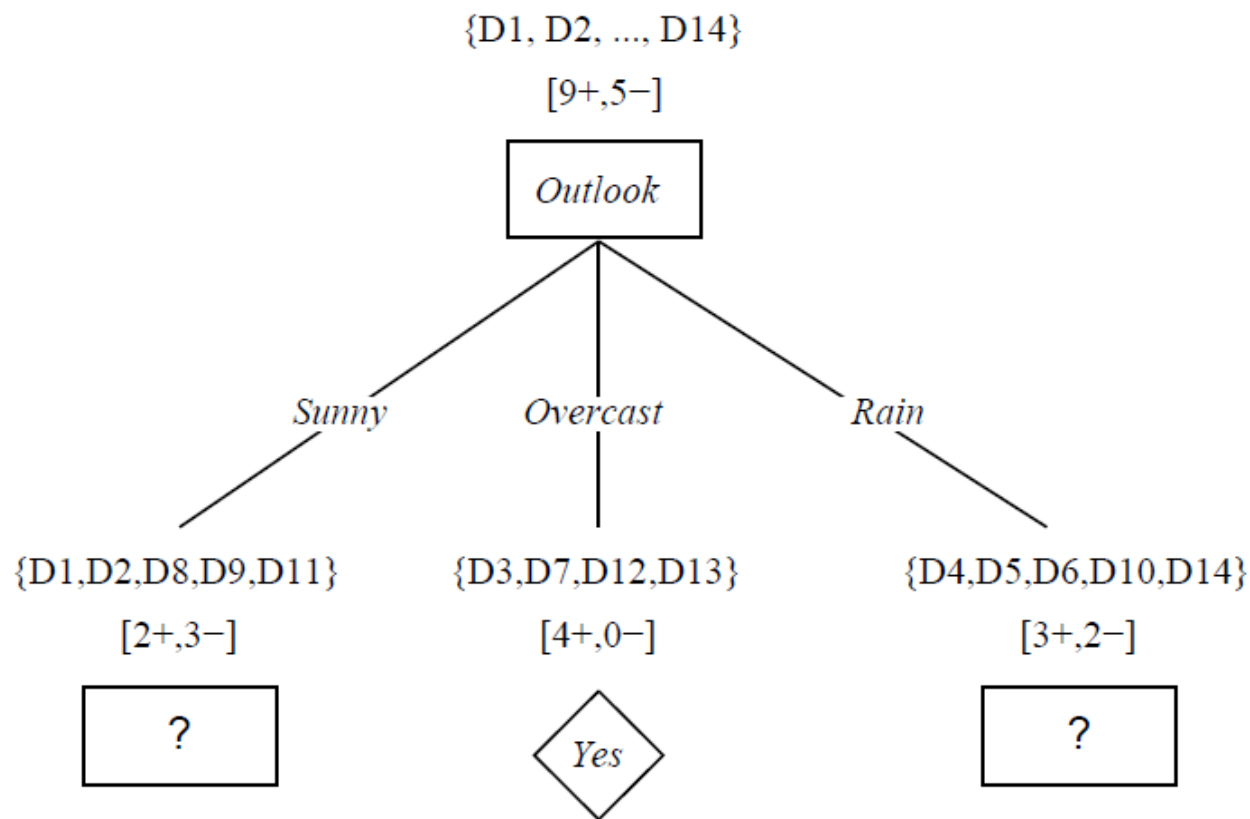 {D1, D2, ..., D14}
[9+,5−]
Outlook
Sunny
Overcast
Rain
{D1,D2,D8,D9,D11}
{D3,D7,D12,D13}
{D4,D5,D6,D10,D14}
[2+,3−]
[4+,0−]
[3+,2−]
?
Yes
?